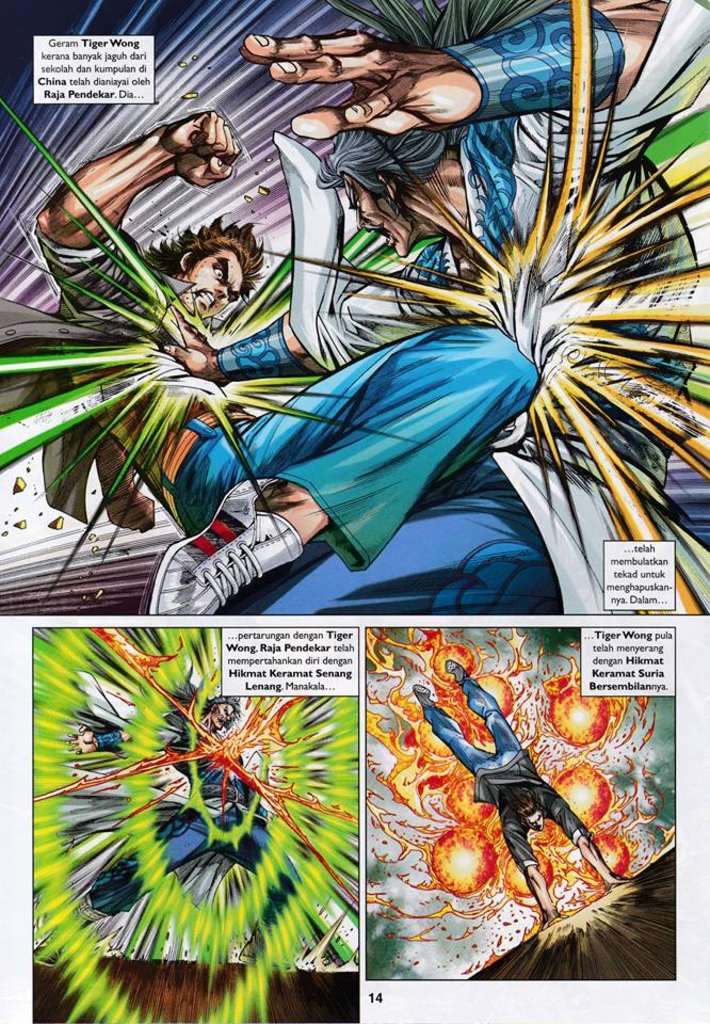 Geram Tiger Wong
kerana banyak jaguh dari
sekolah dan kumpulan di
China telah dianiayai oleh
Raja Pendekar. Dia...
...telah
membulatkan
tekad untuk
menghapuskan-
nya. Dalam...
...pertarungan dengan Tiger
Wong, Raja Pendekar telah
mempertahankan diri dengan
Hikmat Keramat Senang
Lenang. Manakala...
...Tiger Wong pula
telah menyerang
dengan Hikmat
Keramat Suria
Bersembilannya.
14